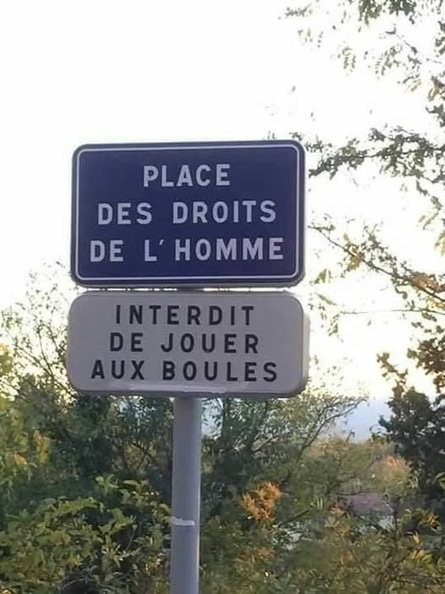 PLACE
DES DROITS
DE L'HOMME
INTERDIT
DE JOUER
AUX BOULES